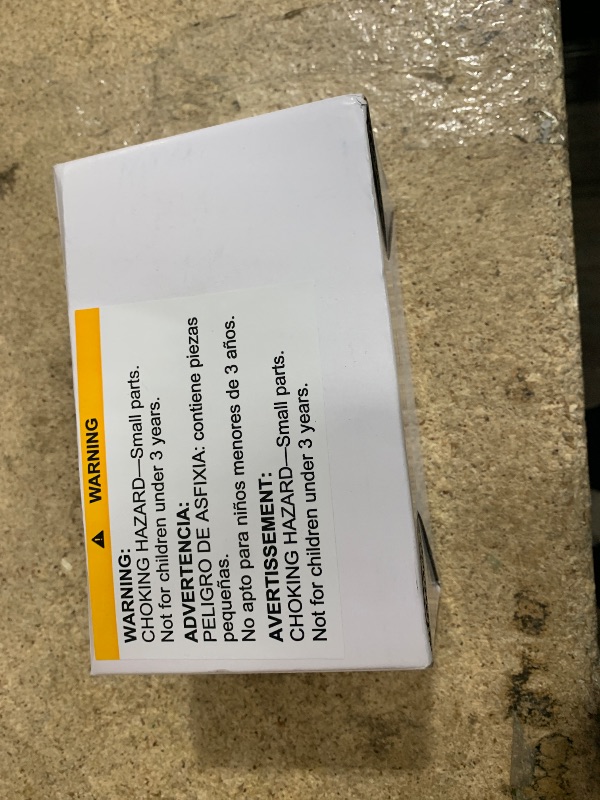 WARNING
WARNING:
CHOKING HAZARD—Small parts.
Not for children under 3 years.
ADVERTENCIA:
PELIGRO DE ASFIXIA: contiene piezas
pequeñas.
No apto para niños menores de 3 años.
AVERTISSEMENT:
CHOKING HAZARD—Small parts.
Not for children under 3 years.